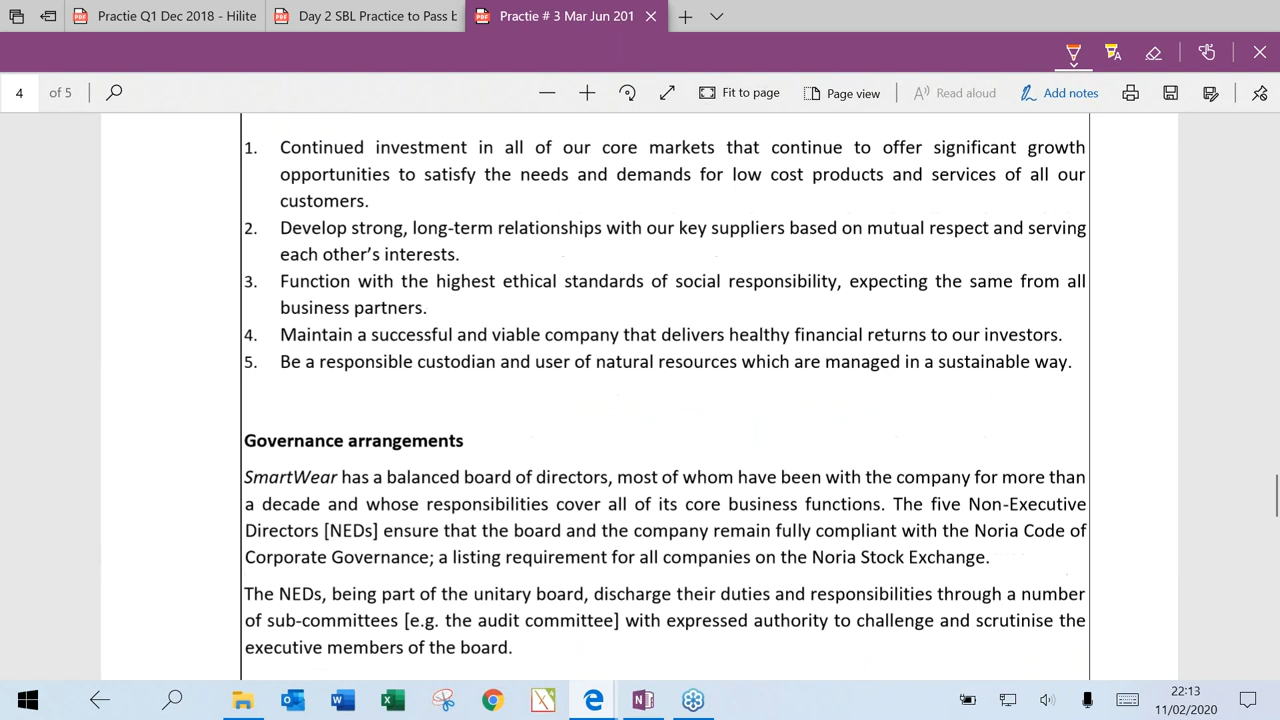 Practie Q1 Dec 2018 - Hilite
Day 2 SBL Practice to Pass b
Practie # 3 Mar Jun 201
4 of 5
Fit to page
Page view
Read aloud
Add notes
1. Continued investment in all of our core markets that continue to offer significant growth
opportunities to satisfy the needs and demands for low cost products and services of all our
customers.
2. Develop strong, long-term relationships with our key suppliers based on mutual respect and serving
each other's interests.
3. Function with the highest ethical standards of social responsibility, expecting the same from all
business partners.
4. Maintain a successful and viable company that delivers healthy financial returns to our investors.
5. Be a responsible custodian and user of natural resources which are managed in a sustainable way.
Governance arrangements
SmartWear has a balanced board of directors, most of whom have been with the company for more than
a decade and whose responsibilities cover all of its core business functions. The five Non-Executive
Directors [NEDs] ensure that the board and the company remain fully compliant with the Noria Code of
Corporate Governance; a listing requirement for all companies on the Noria Stock Exchange.
The NEDs, being part of the unitary board, discharge their duties and responsibilities through a number
of sub-committees [e.g. the audit committee] with expressed authority to challenge and scrutinise the
executive members of the board.
22:13
11/02/2020